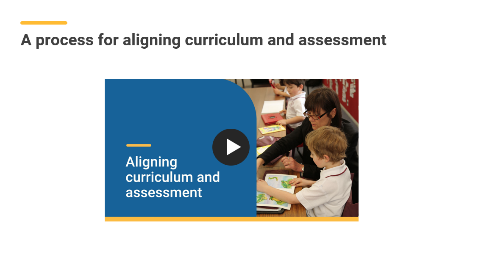 A process for aligning curriculum and assessment
Aligning
curriculum and
assessment